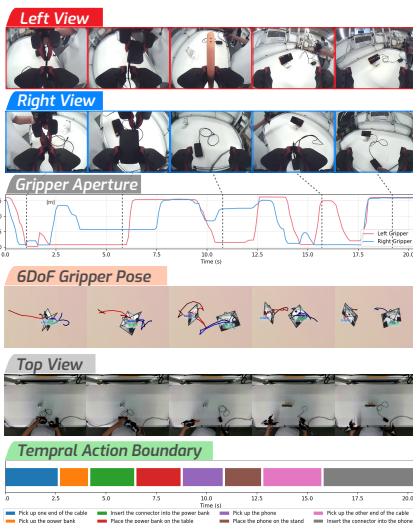 Left View
Right View
Gripper Aperture
[m]
Left Gripper
Right Gripper
0.0 2.5 5.0 7.5 10.0 12.5 15.0 17.5
Time (s)
6DoF Gripper Pose
Top View
Tempral Action Boundary
.0 2.5 5.0 7.5 10.0 12.5 15.0 17.5
Time (s)
Pick up one end of the cable Insert the connector into the power bank Pick up the phone Pick up the other end of the cable
Pick up the power bank Place the power bank on the table Place the phone on the stand Insert the connector into the phone